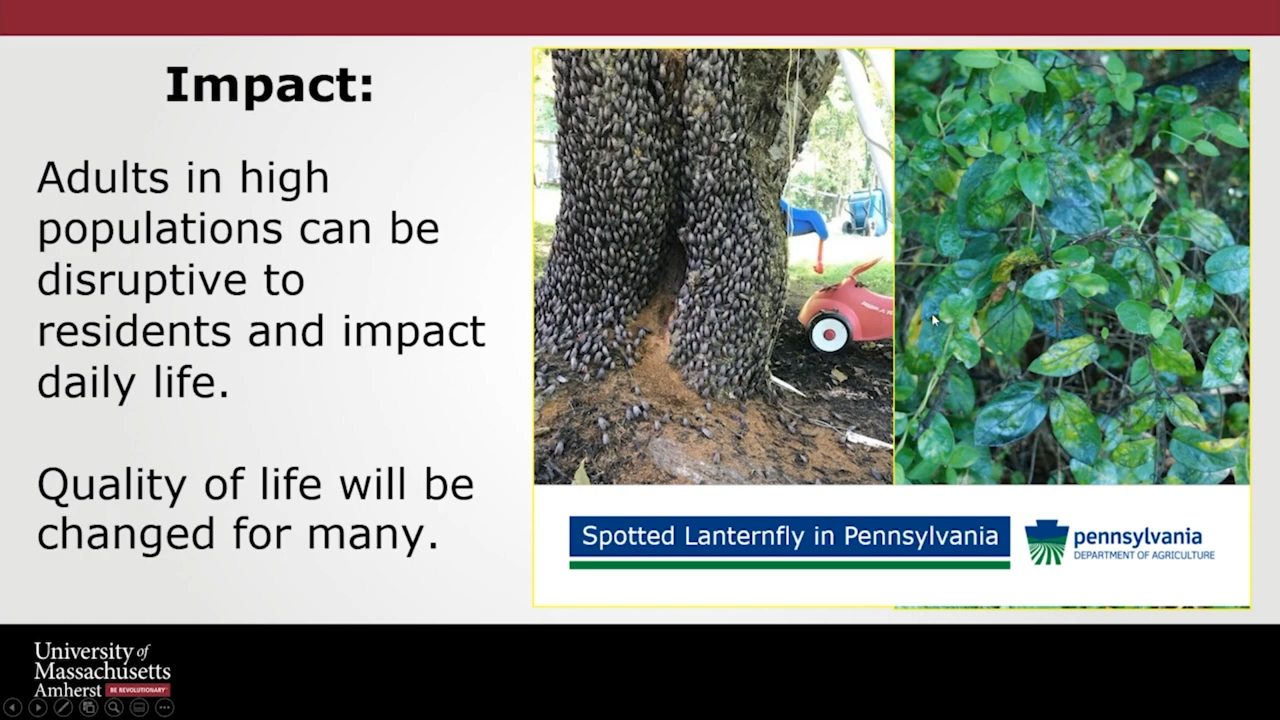 Impact:
Adults in high
populations can be
disruptive to
residents and impact
daily life.
Quality of life will be
changed for many.
Spotted Lanternfly in Pennsylvania
pennsylvania
DEPARTMENT OF AGRICULTURE
University of
Massachusetts
Amherst BE REVOLUTIONARY™